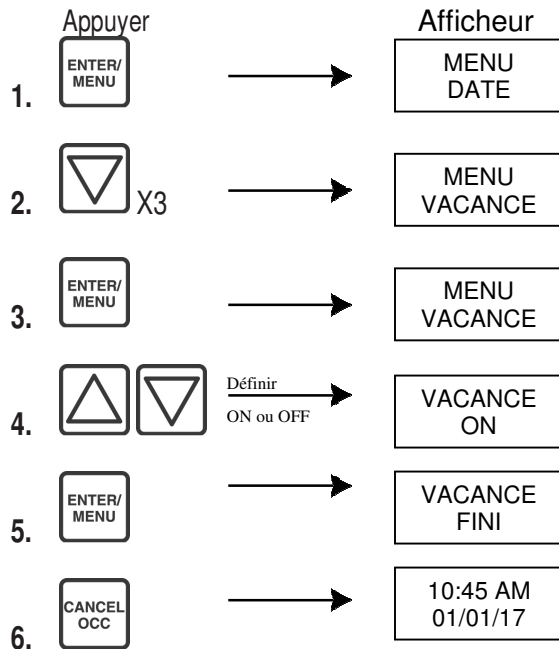 Appuyer
Afficheur
1.
ENTER/
MENU
MENU
DATE
2.
X3
MENU
VACANCE
3.
ENTER/
MENU
MENU
VACANCE
4.
Définir
ON ou OFF
VACANCE
ON
5.
ENTER/
MENU
VACANCE
FINI
6.
CANCEL
OCC
10:45 AM
01/01/17